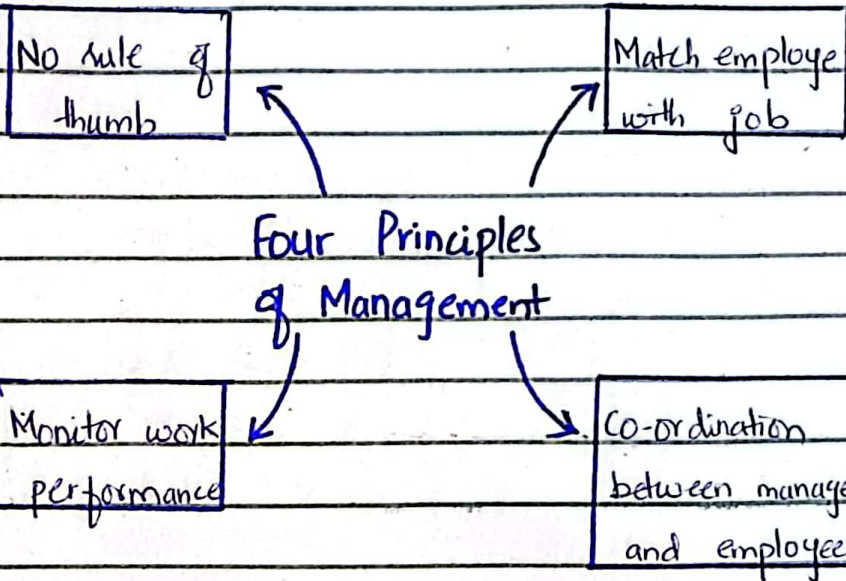 No rule of
thumb
Match employe
with job
Four Principles
of Management
Monitor work
performance
Co-ordination
between manage
and employee